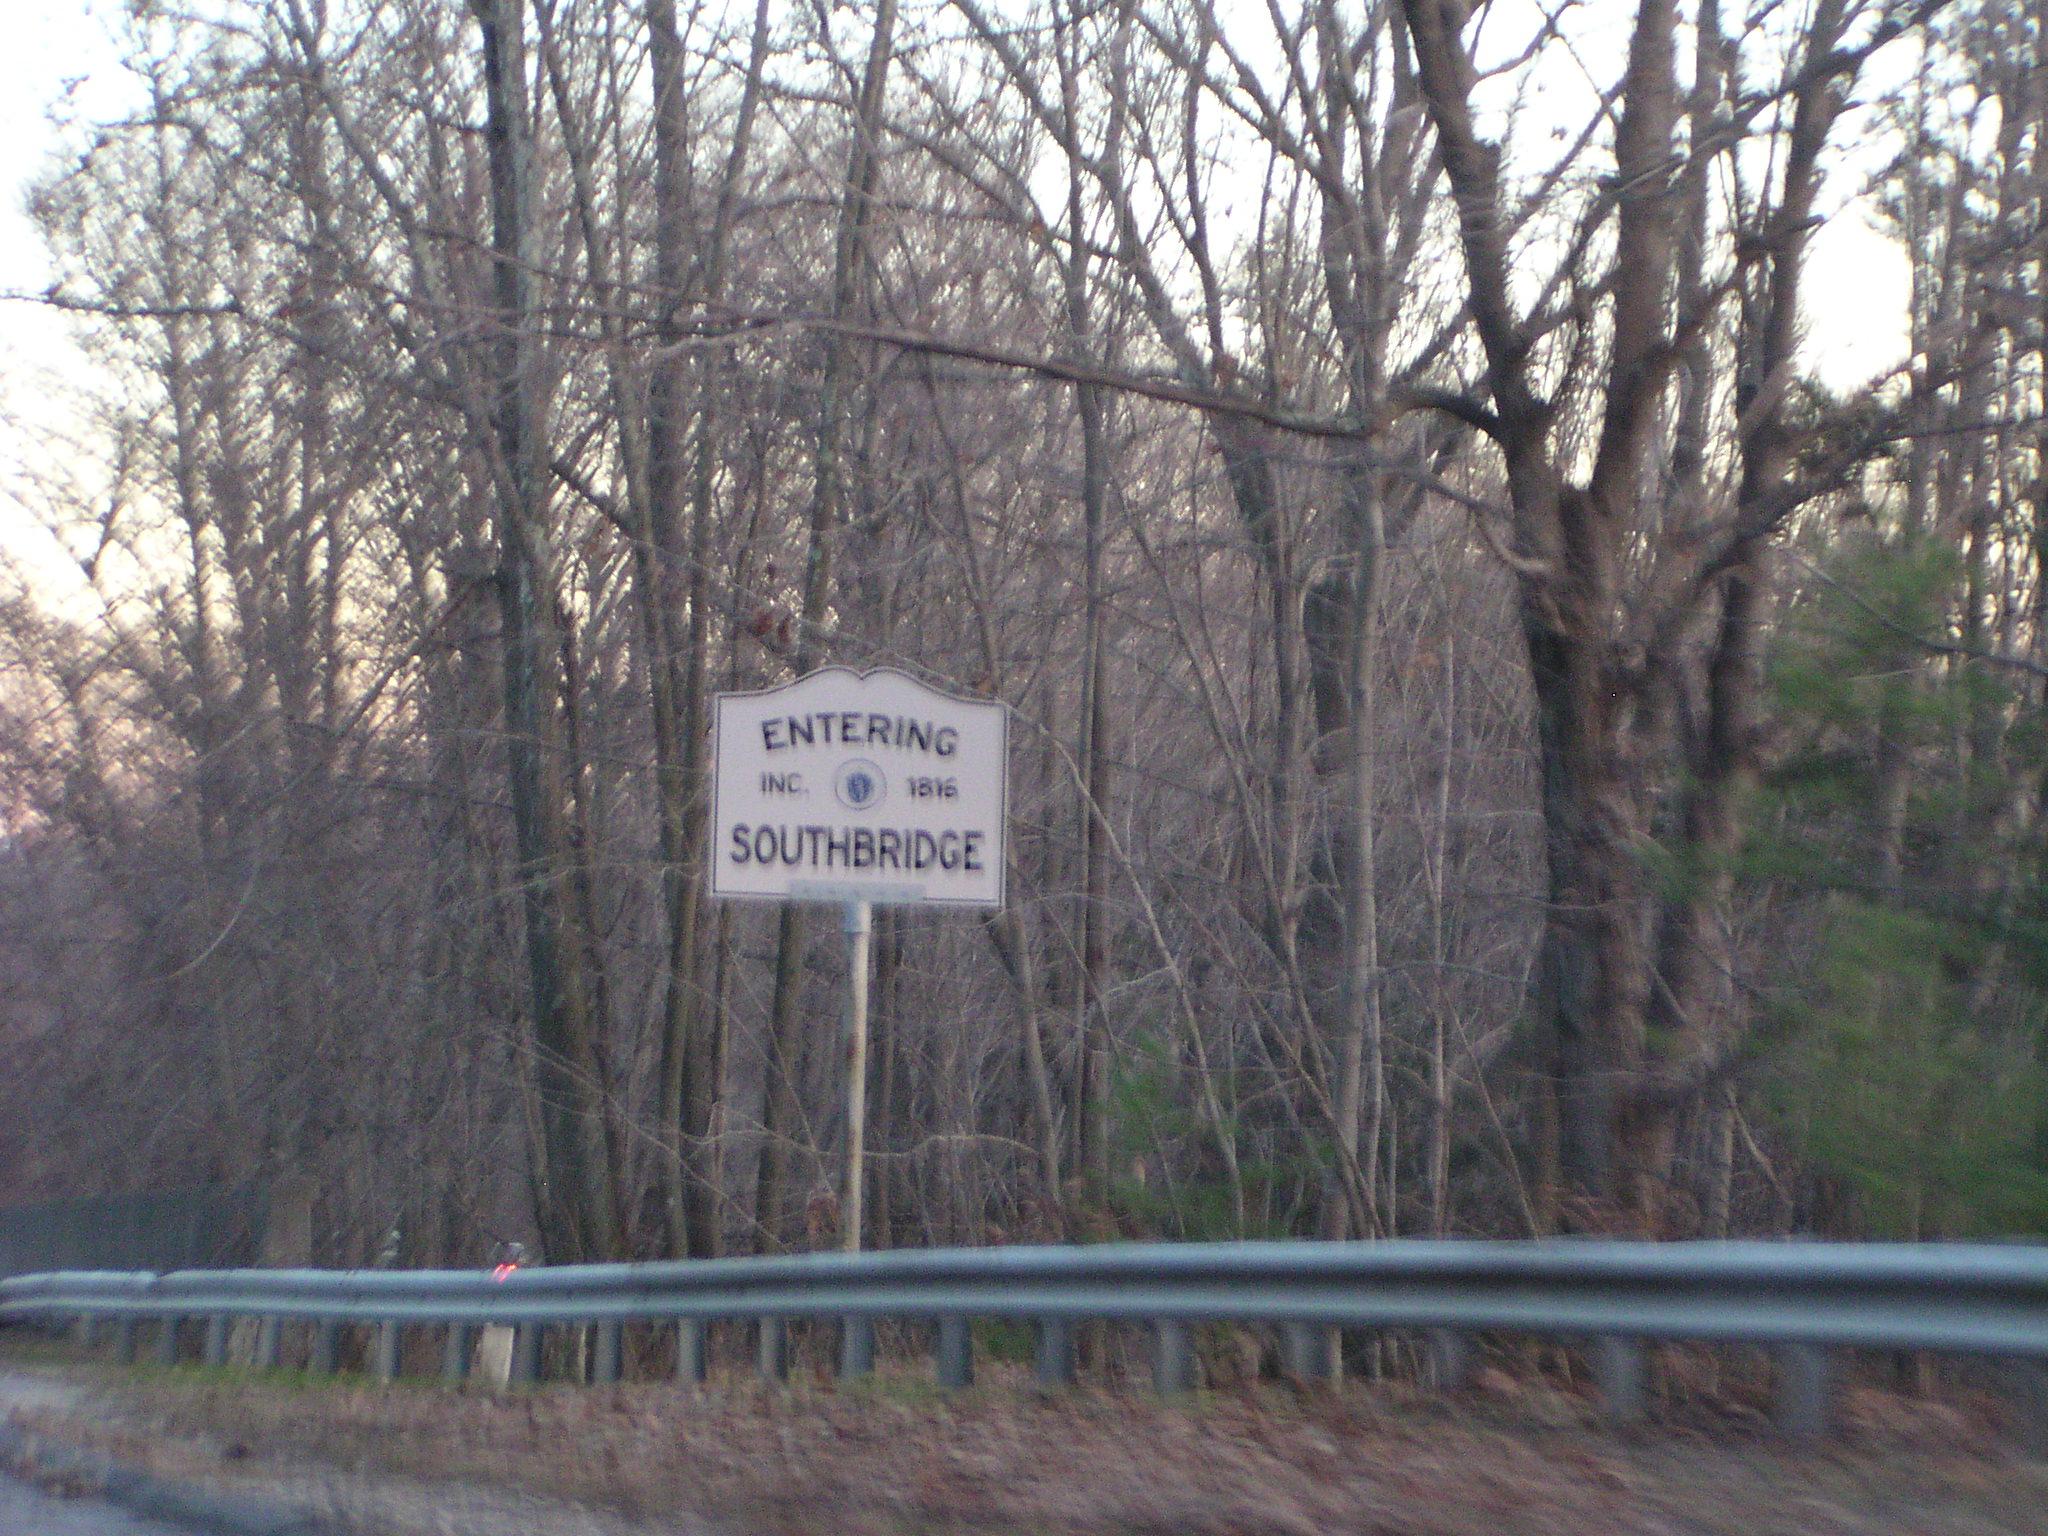 ENTERING
INC. 1816
SOUTHBRIDGE